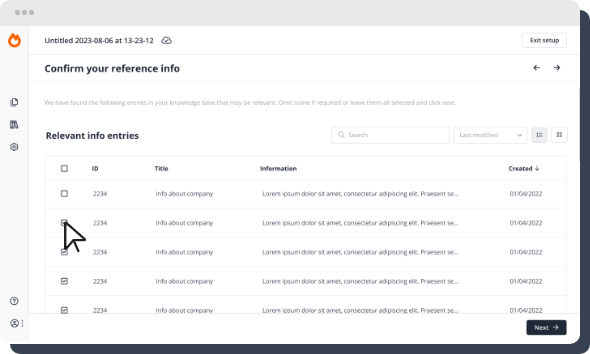 Untitled 2023-08-06 at 13-23-12
Exit setup
Confirm your reference info
We have found the following entries in your knowledge base that may be relevant. Omit some if required or leave them all selected and click next.
Relevant info entries
Search
Last modified
ID Title Information Created
2234 Info about company Lorem ipsum dolor sit amet, consectetur adipiscing elit. Praesent se... 01/04/2022
2234 Info about company Lorem ipsum dolor sit amet, consectetur adipiscing elit. Praesent se... 01/04/2022
2234 Info about company Lorem ipsum dolor sit amet, consectetur adipiscing elit. Praesent se... 01/04/2022
2234 Info about company Lorem ipsum dolor sit amet, consectetur adipiscing elit. Praesent se... 01/04/2022
2234 Info about company Lorem ipsum dolor sit amet, consectetur adipiscing elit. Praesent se... 01/04/2022
Next